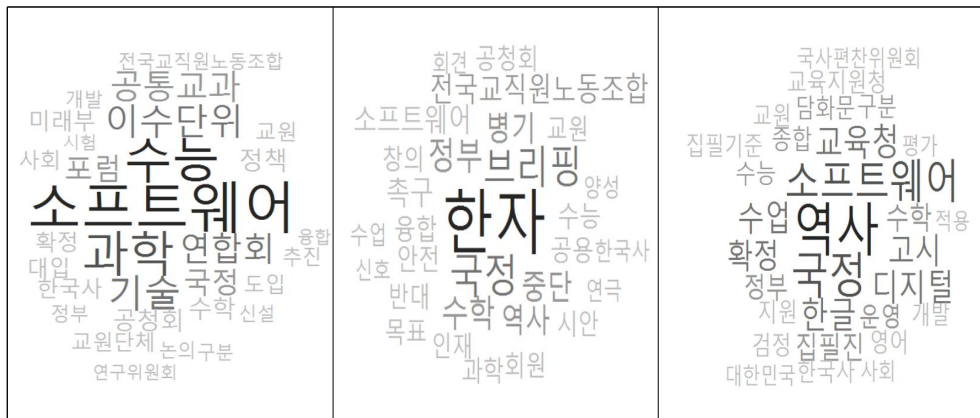 전국교직원노동조합
공통교과
개발
미래부 이수단위 교원
시험
사회 포럼 수능 정책
소프트웨어
확정 과학 연합회 융합
추진
대입
한국사 기술 국정 도입
정부 공청회 수학 신설
교원단체 논의구분
연구위원회
회견 공청회
전국교직원노동조합
소프트웨어 병기 교원
창의 정부 브리핑
촉구 한자 양성
수능
수업 융합
신호 안전 공용한국사
국정 중단 연극
반대
목표 수학 역사 시안
인재
과학회원
국사편찬위원회
교육지원청
교원 담화문구분
집필기준 종합 교육청 평가
수능 소프트웨어
수업 역사 수학 적용
확정 고시
정부 국정 디지털
지원 한글 운영 개발
검정 집필진 영어
대한민국한국사 사회